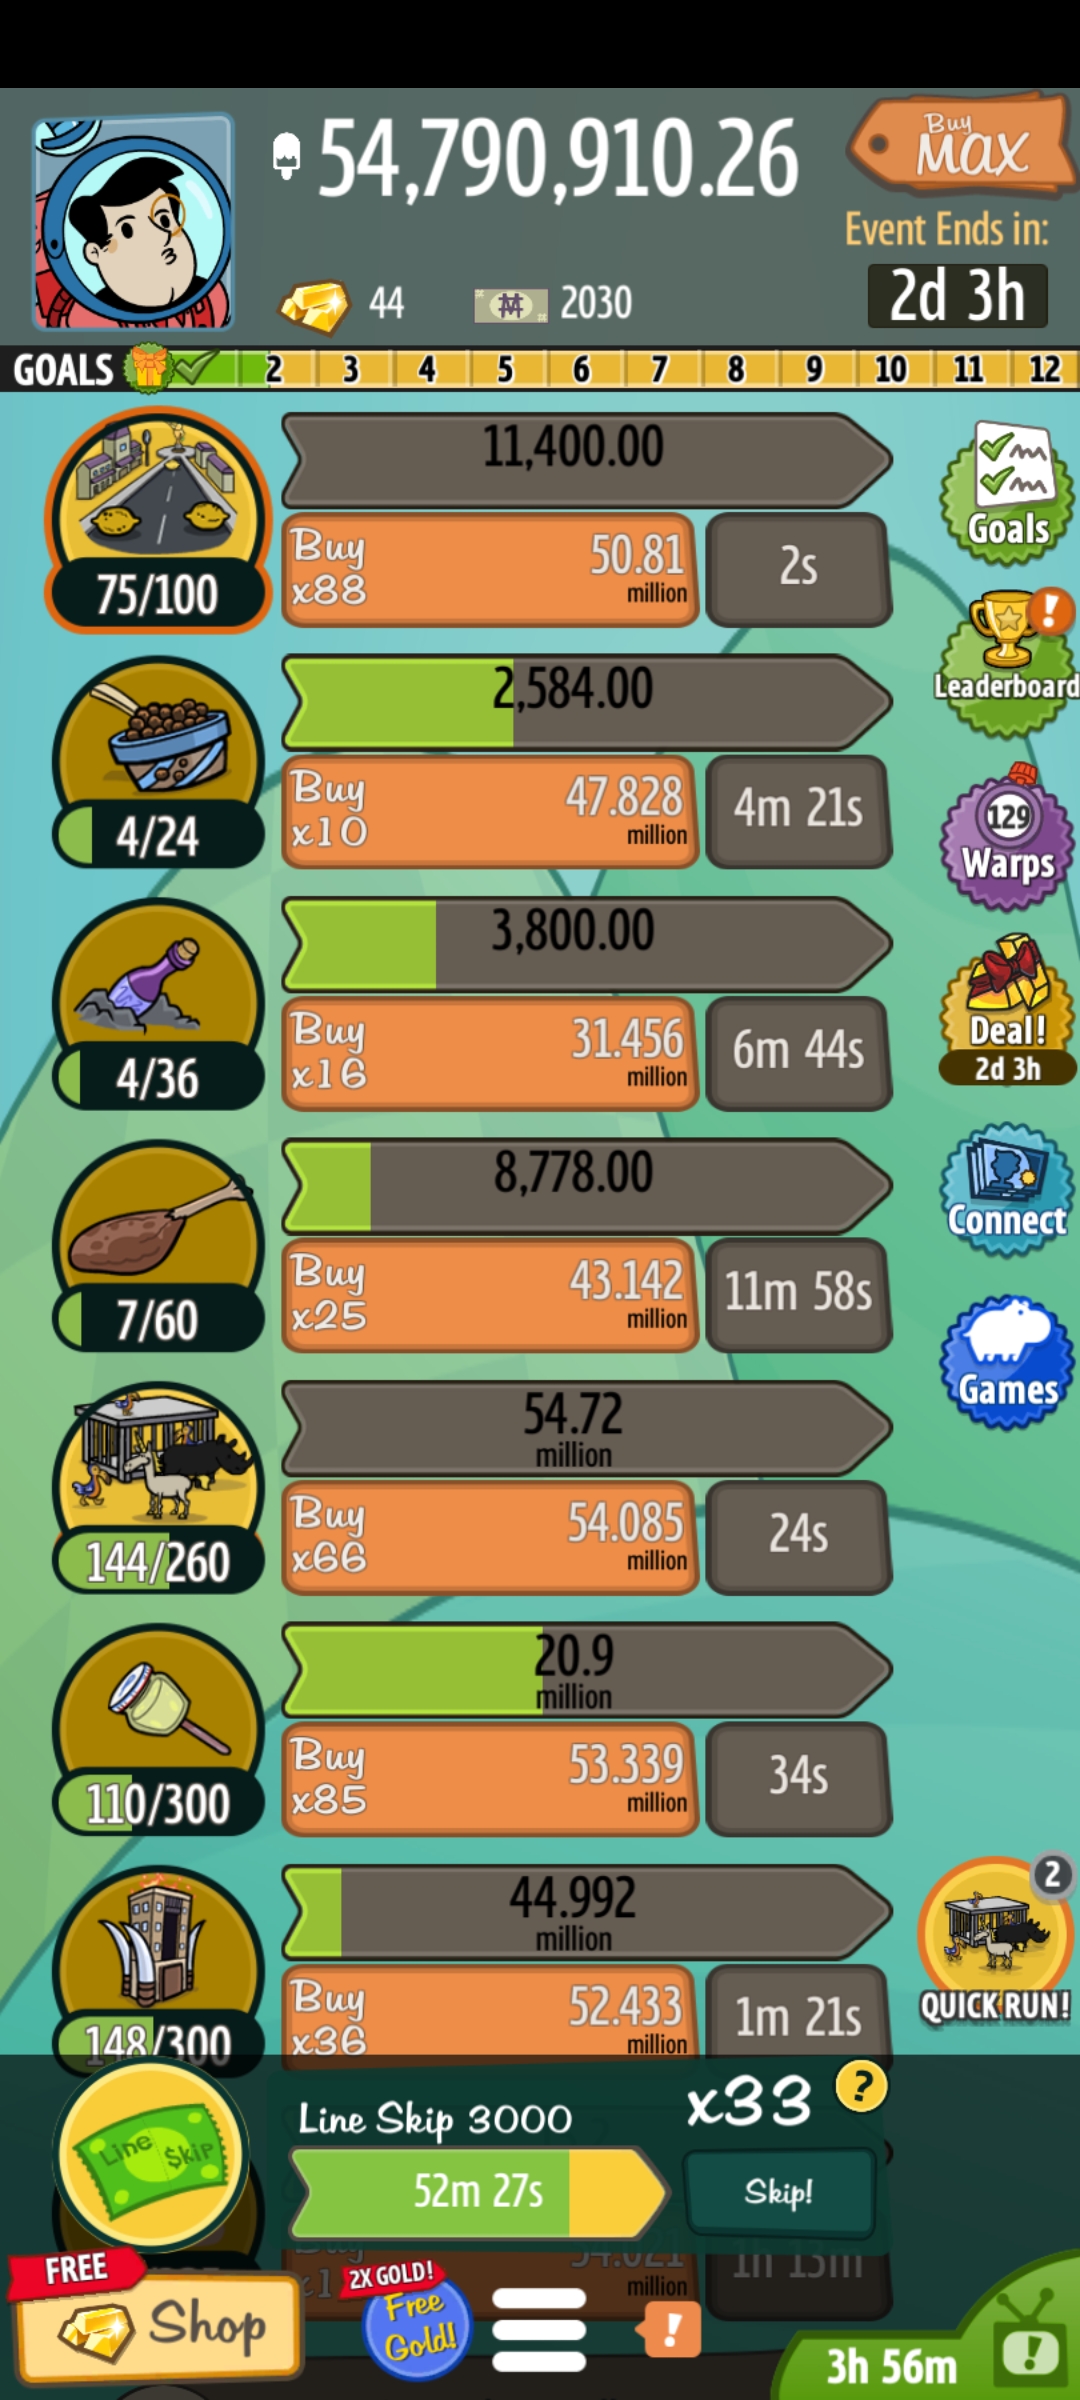 54,790,910.26
Buy
MAX
Event Ends in:
2d 3h
44
2030
GOALS 2 3 4 5 6 7 8 9 10 11 12
11,400.00
Buy
x88
50.81
million
2s
75/100
Goals
2,584.00
Buy
x10
47.828
million
4m 21s
4/24
Leaderboard
3,800.00
Buy
x16
31.456
million
6m 44s
4/36
129
Warps
Deal!
2d 3h
8,778.00
Buy
x25
43.142
million
11m 58s
7/60
Connect
Games
54.72
million
Buy
x66
54.085
million
24s
144/260
20.9
million
Buy
x85
53.339
million
34s
110/300
44.992
million
Buy
x36
52.433
million
1m 21s
148/300
2
QUICK RUN!
Line Skip
Line Skip 3000
x33
?
52m 27s
Skip!
Buy
x1
54.021
million
1h 13m
FREE
Shop
2X GOLD!
Free
Gold!
!
3h 56m